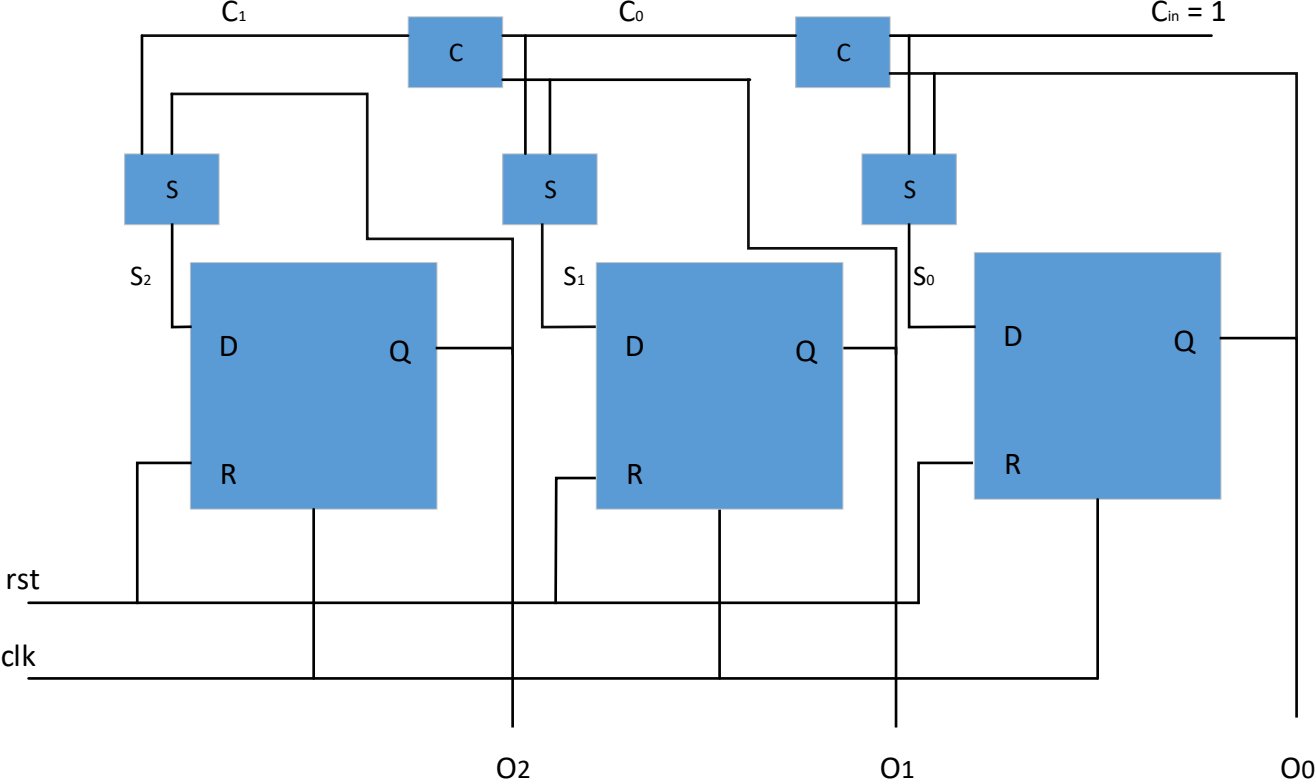 C₁ C₀ Cᵢₙ = 1
C C
S S S
S₂ S₁ S₀
D Q D Q D Q
R R R
rst
clk
O2 O1 O0